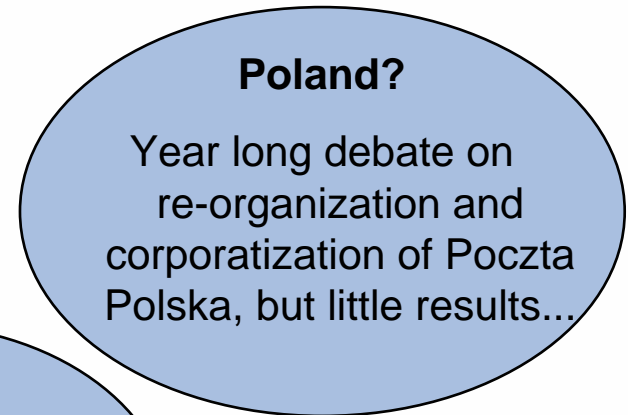 Poland?
Year long debate on
re-organization and
corporatization of Poczta
Polska, but little results...